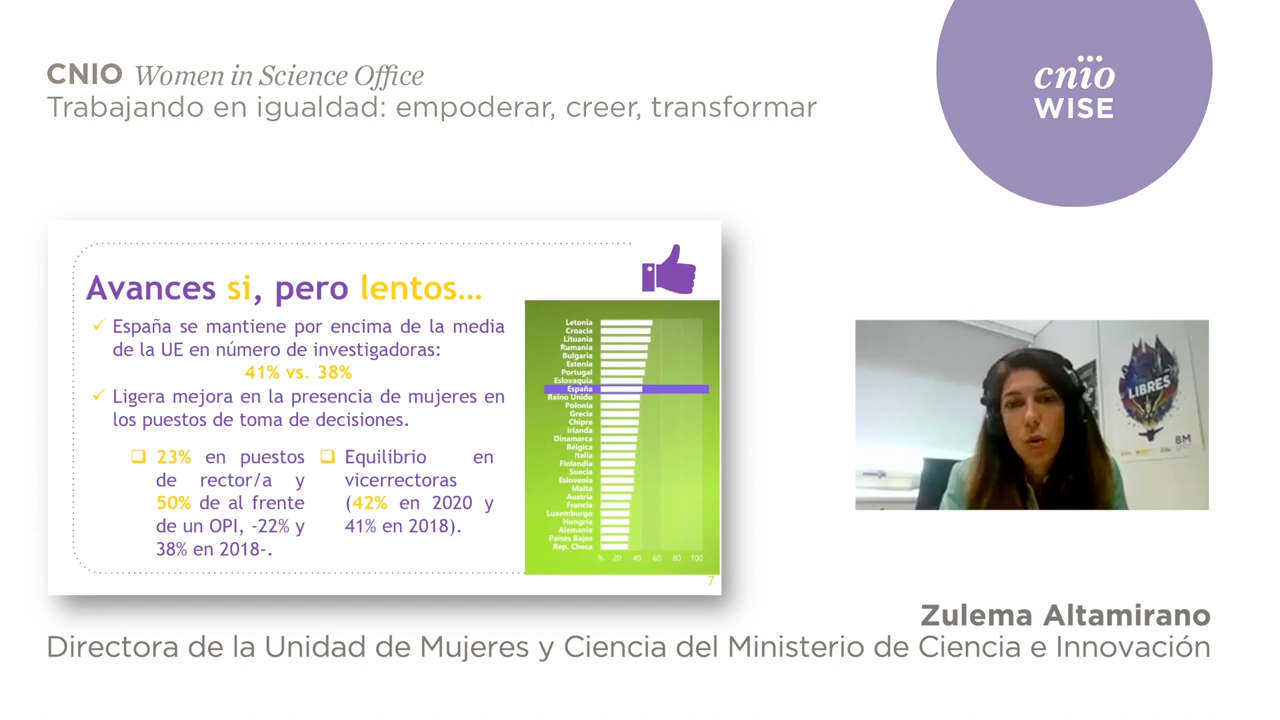 CNIO Women in Science Office
Trabajando en igualdad: empoderar, creer, transformar
cnio
WISE
Avances si, pero lentos...
✓ España se mantiene por encima de la media
de la UE en número de investigadoras:
41% vs. 38%
✓ Ligera mejora en la presencia de mujeres en
los puestos de toma de decisiones.
❑ 23% en puestos
de rector/a y
50% de al frente
de un OPI, -22% y
38% en 2018-.
❑ Equilibrio en
vicerrectoras
(42% en 2020 y
41% en 2018).
Letonia
Croacia
Lituania
Rumania
Bulgaria
Estonia
Portugal
Eslovaquia
España
Reino Unido
Polonia
Grecia
Chipre
Irlanda
Dinamarca
Bélgica
Italia
Finlandia
Suecia
Eslovenia
Malta
Austria
Francia
Luxemburgo
Hungría
Alemania
Países Bajos
Rep. Checa
% 20 40 60 80 100
7
LIBRES
8M
Zulema Altamirano
Directora de la Unidad de Mujeres y Ciencia del Ministerio de Ciencia e Innovación